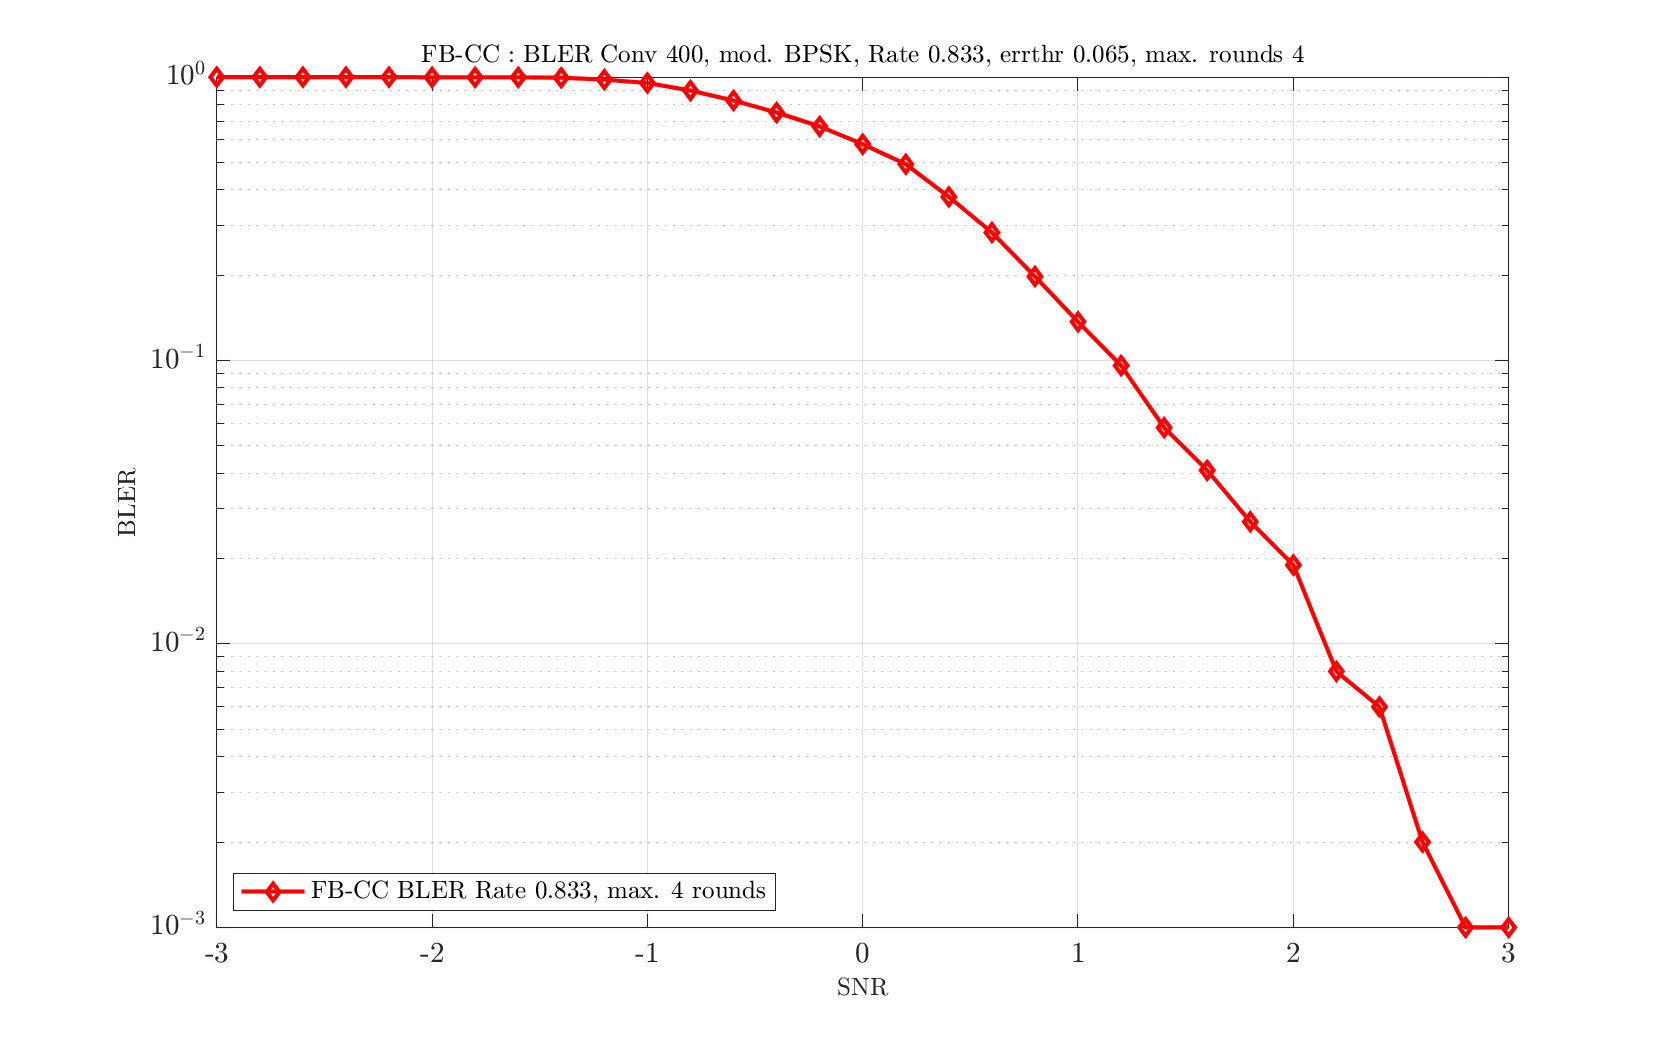 FB-CC : BLER Conv 400, mod. BPSK, Rate 0.833, errthr 0.065, max. rounds 4
10^0
10^-1
BLER
10^-2
10^-3
FB-CC BLER Rate 0.833, max. 4 rounds
-3 -2 -1 0 1 2 3
SNR